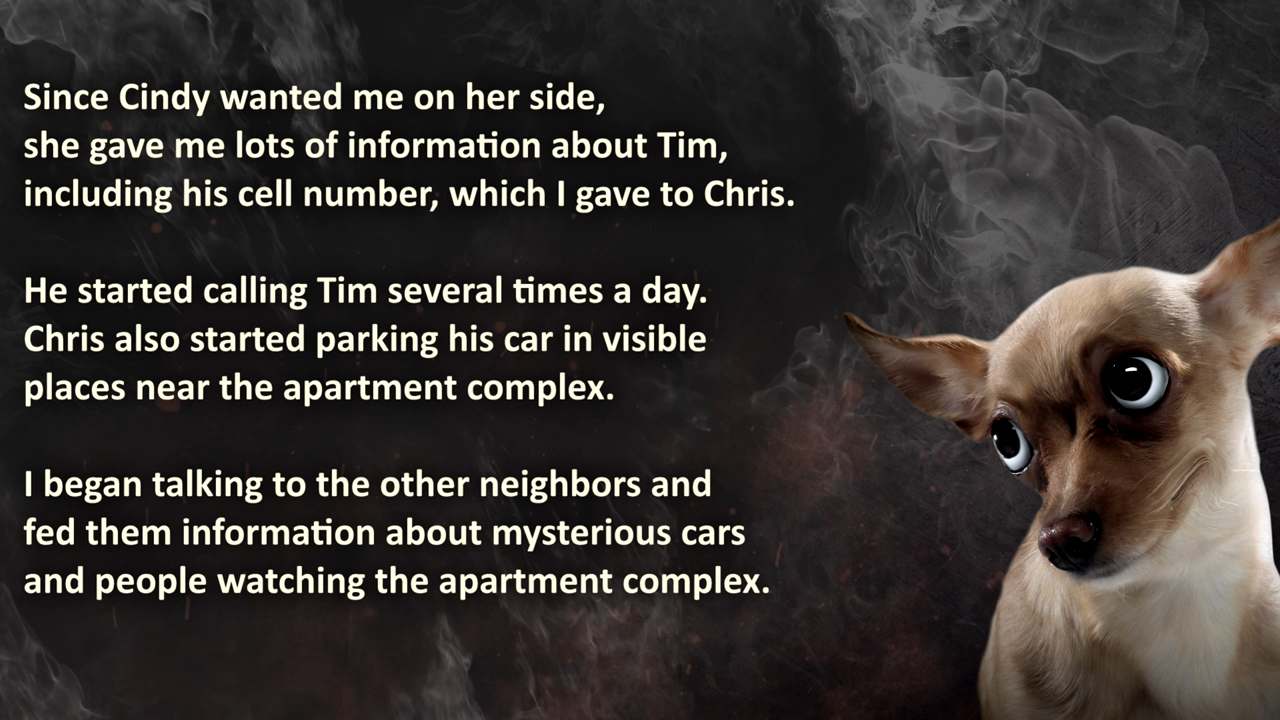 Since Cindy wanted me on her side,
she gave me lots of information about Tim,
including his cell number, which I gave to Chris.
He started calling Tim several times a day.
Chris also started parking his car in visible
places near the apartment complex.
I began talking to the other neighbors and
fed them information about mysterious cars
and people watching the apartment complex.